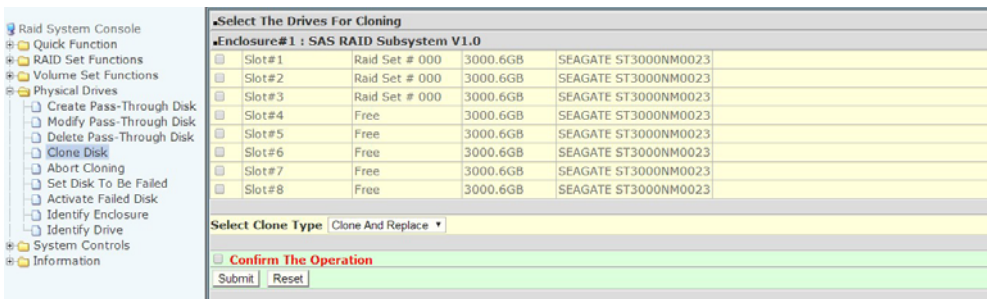 Raid System Console
Quick Function
RAID Set Functions
Volume Set Functions
Physical Drives
Create Pass-Through Disk
Modify Pass-Through Disk
Delete Pass-Through Disk
Clone Disk
Abort Cloning
Set Disk To Be Failed
Activate Failed Disk
Identify Enclosure
Identify Drive
System Controls
Information
Select The Drives For Cloning
Enclosure#1 : SAS RAID Subsystem V1.0
Slot#1 Raid Set # 000 3000.6GB SEAGATE ST3000NM0023
Slot#2 Raid Set # 000 3000.6GB SEAGATE ST3000NM0023
Slot#3 Raid Set # 000 3000.6GB SEAGATE ST3000NM0023
Slot#4 Free 3000.6GB SEAGATE ST3000NM0023
Slot#5 Free 3000.6GB SEAGATE ST3000NM0023
Slot#6 Free 3000.6GB SEAGATE ST3000NM0023
Slot#7 Free 3000.6GB SEAGATE ST3000NM0023
Slot#8 Free 3000.6GB SEAGATE ST3000NM0023
Select Clone Type Clone And Replace
Confirm The Operation
Submit Reset